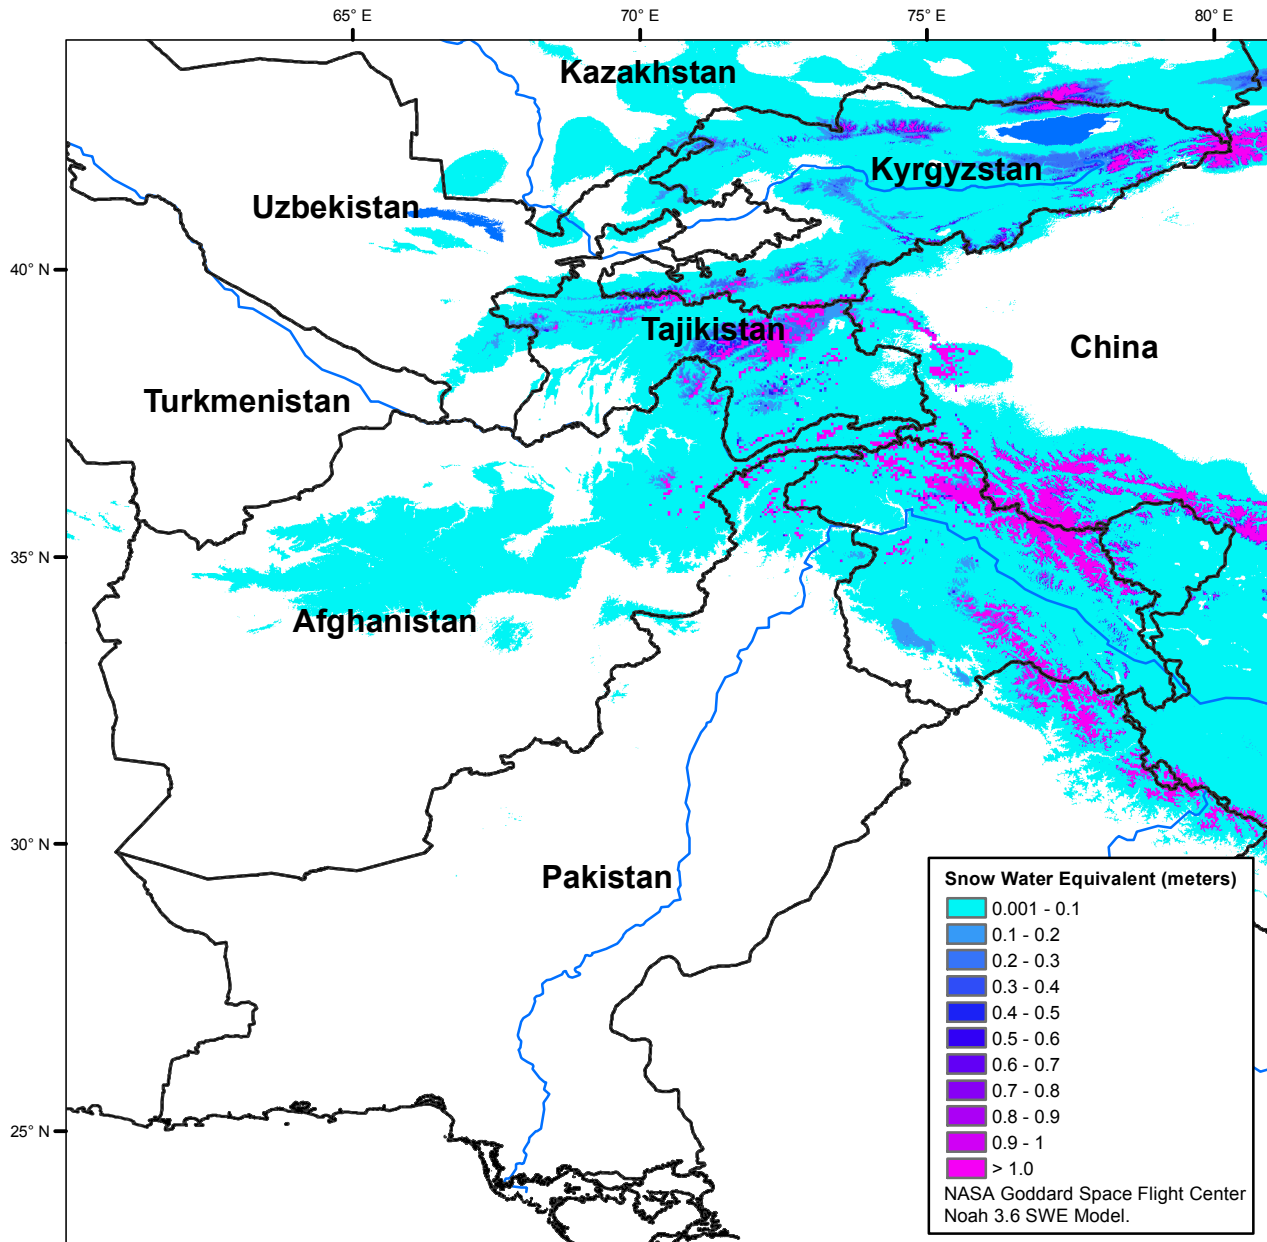 65° E
70° E
75° E
80° E
Kazakhstan
Kyrgyzstan
Uzbekistan
40° N
Tajikistan
China
Turkmenistan
35° N
Afghanistan
30° N
Pakistan
25° N
Snow Water Equivalent (meters)
0.001 - 0.1
0.1 - 0.2
0.2 - 0.3
0.3 - 0.4
0.4 - 0.5
0.5 - 0.6
0.6 - 0.7
0.7 - 0.8
0.8 - 0.9
0.9 - 1
> 1.0
NASA Goddard Space Flight Center
Noah 3.6 SWE Model.